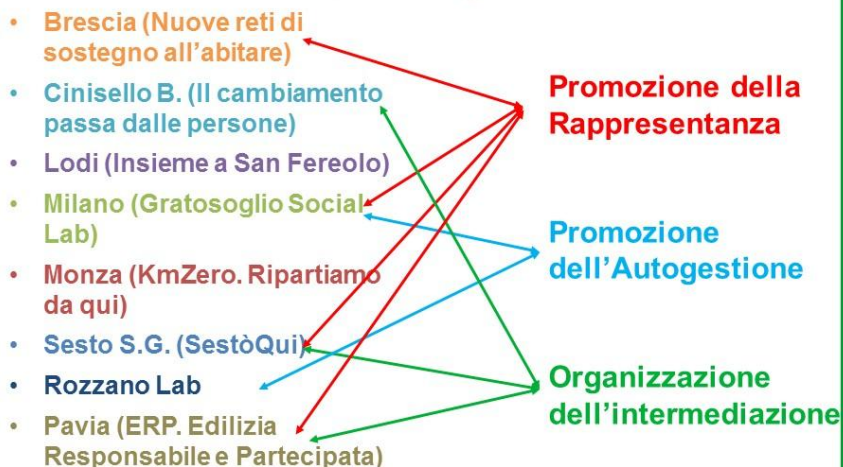 • Brescia (Nuove reti di
sostegno all'abitare)
• Cinisello B. (Il cambiamento
passa dalle persone)
• Lodi (Insieme a San Fereolo)
• Milano (Gratosoglio Social
Lab)
• Monza (KmZero. Ripartiamo
da qui)
• Sesto S.G. (SestòQui)
• Rozzano Lab
• Pavia (ERP. Edilizia
Responsabile e Partecipata)
Promozione della
Rappresentanza
Promozione
dell'Autogestione
Organizzazione
dell'intermediazione